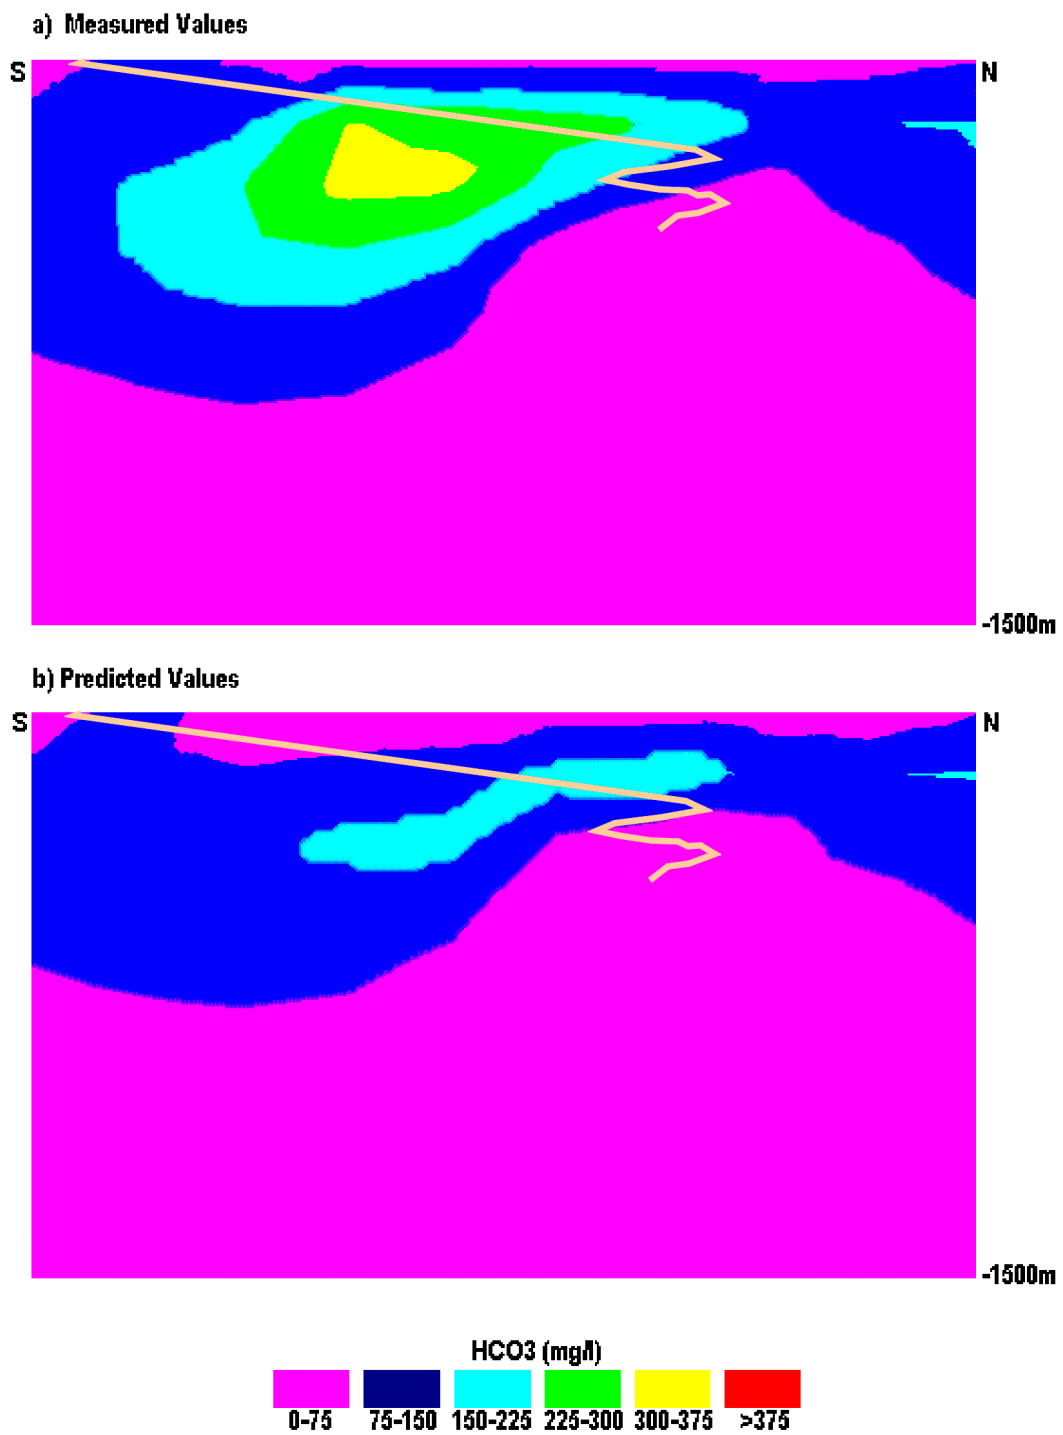 a) Measured Values
S
N
-1500m
b) Predicted Values
S
N
-1500m
HCO3 (mg/l)
0-75 75-150 150-225 225-300 300-375 >375